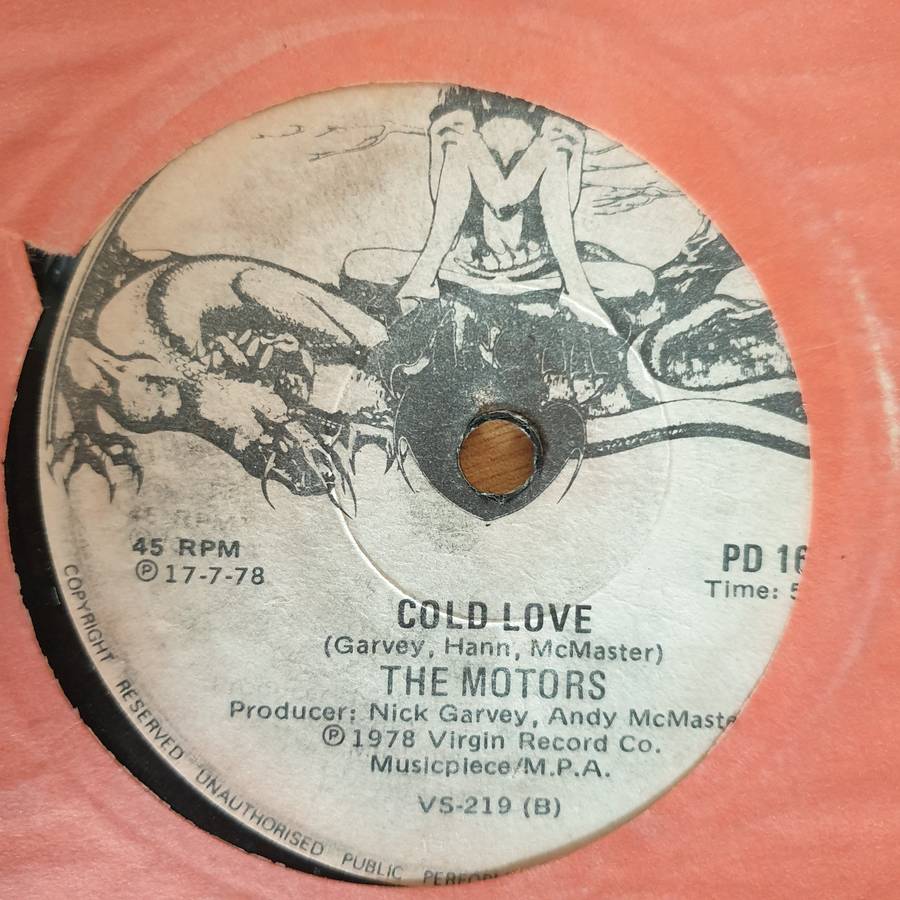 45 RPM
℗ 17-7-78
PD 16
Time: 5
COLD LOVE
(Garvey, Hann, McMaster)
THE MOTORS
Producer: Nick Garvey, Andy McMaste
℗ 1978 Virgin Record Co.
Musicpiece/M.P.A.
VS-219 (B)
COPYRIGHT RESERVED UNAUTHORISED PUBLIC